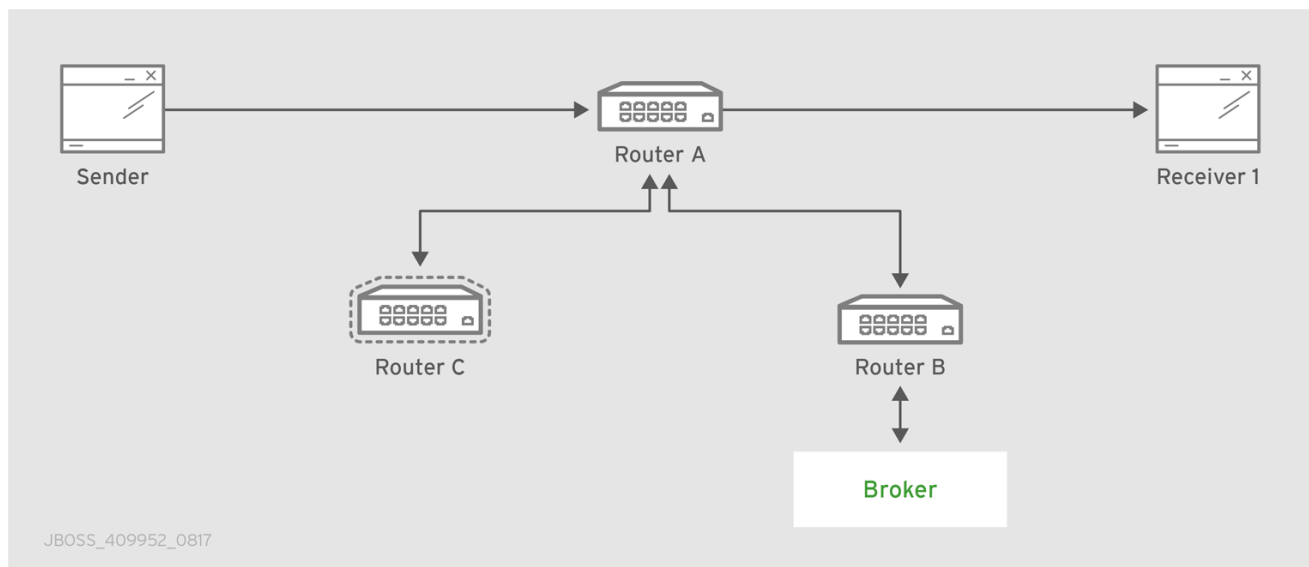 Sender
Router A
Receiver 1
Router C
Router B
Broker
JBOSS_409952_0817